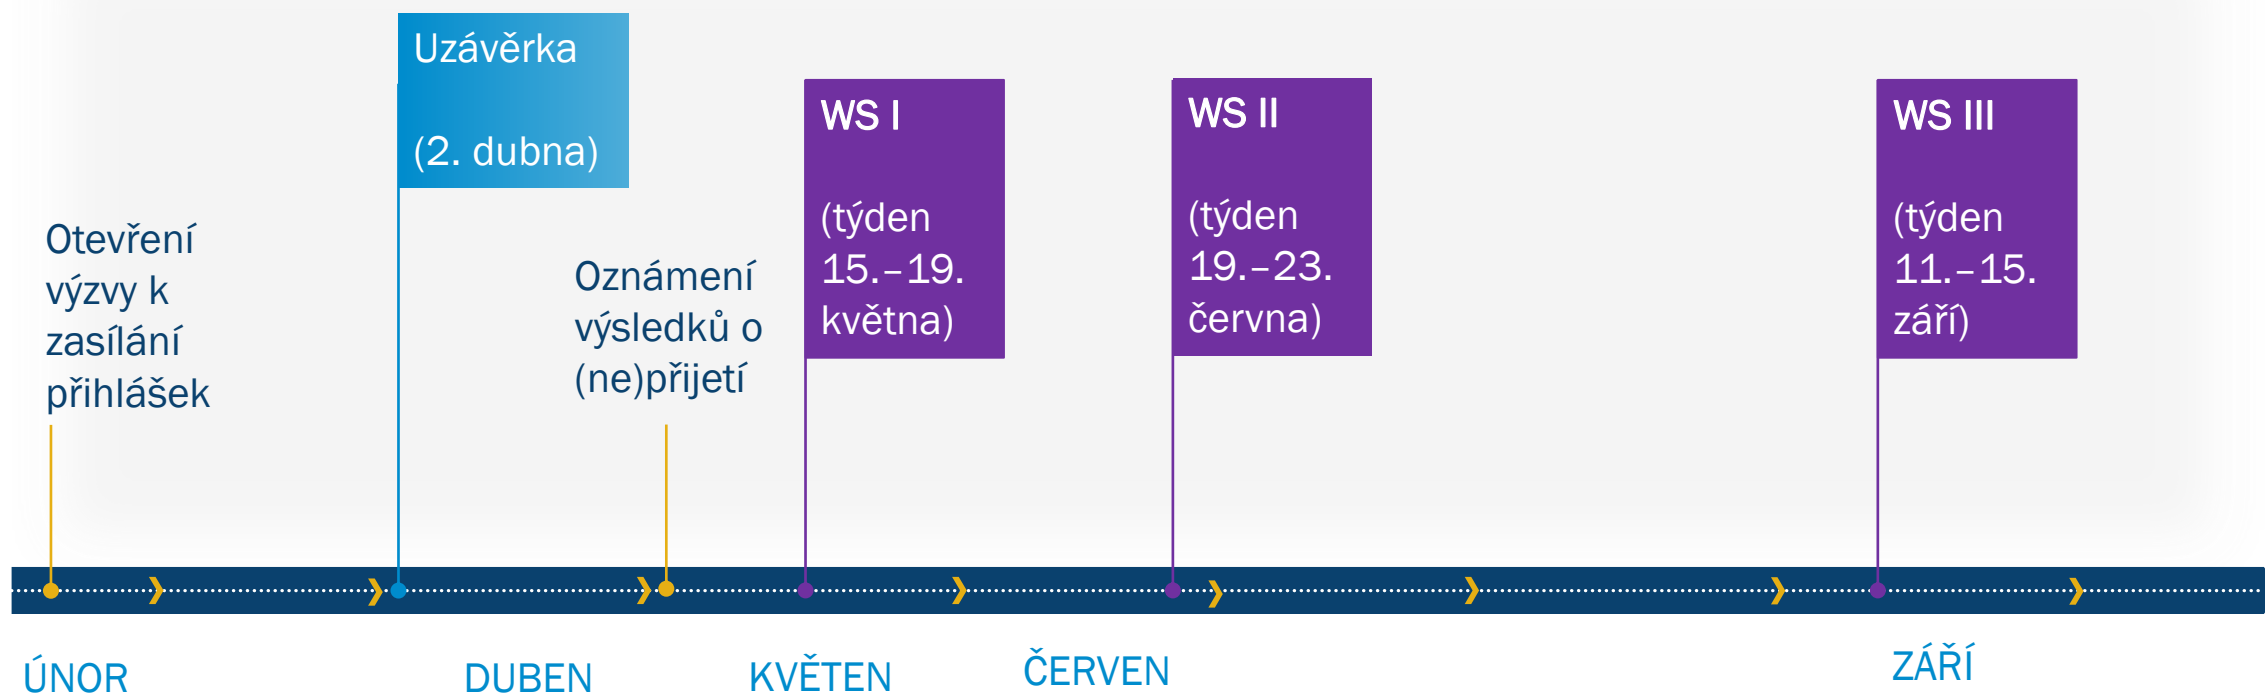 Uzávěrka
(2. dubna)
WS I
(týden
15.–19.
května)
WS II
(týden
19.–23.
června)
WS III
(týden
11.–15.
září)
Otevření
výzvy k
zasílání
přihlášek
Oznámení
výsledků o
(ne)přijetí
ÚNOR
DUBEN
KVĚTEN
ČERVEN
ZÁŘÍ